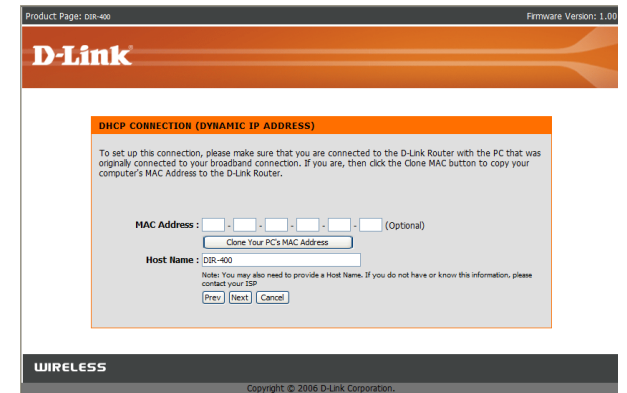 Product Page: DIR-400 Firmware Version: 1.00
D-Link
DHCP CONNECTION (DYNAMIC IP ADDRESS)
To set up this connection, please make sure that you are connected to the D-Link Router with the PC that was
originally connected to your broadband connection. If you are, then click the Clone MAC button to copy your
computer's MAC Address to the D-Link Router.
MAC Address : - - - - - (Optional)
Clone Your PC's MAC Address
Host Name : DIR-400
Note: You may also need to provide a Host Name. If you do not have or know this information, please
contact your ISP
Prev Next Cancel
WIRELESS
Copyright © 2006 D-Link Corporation.